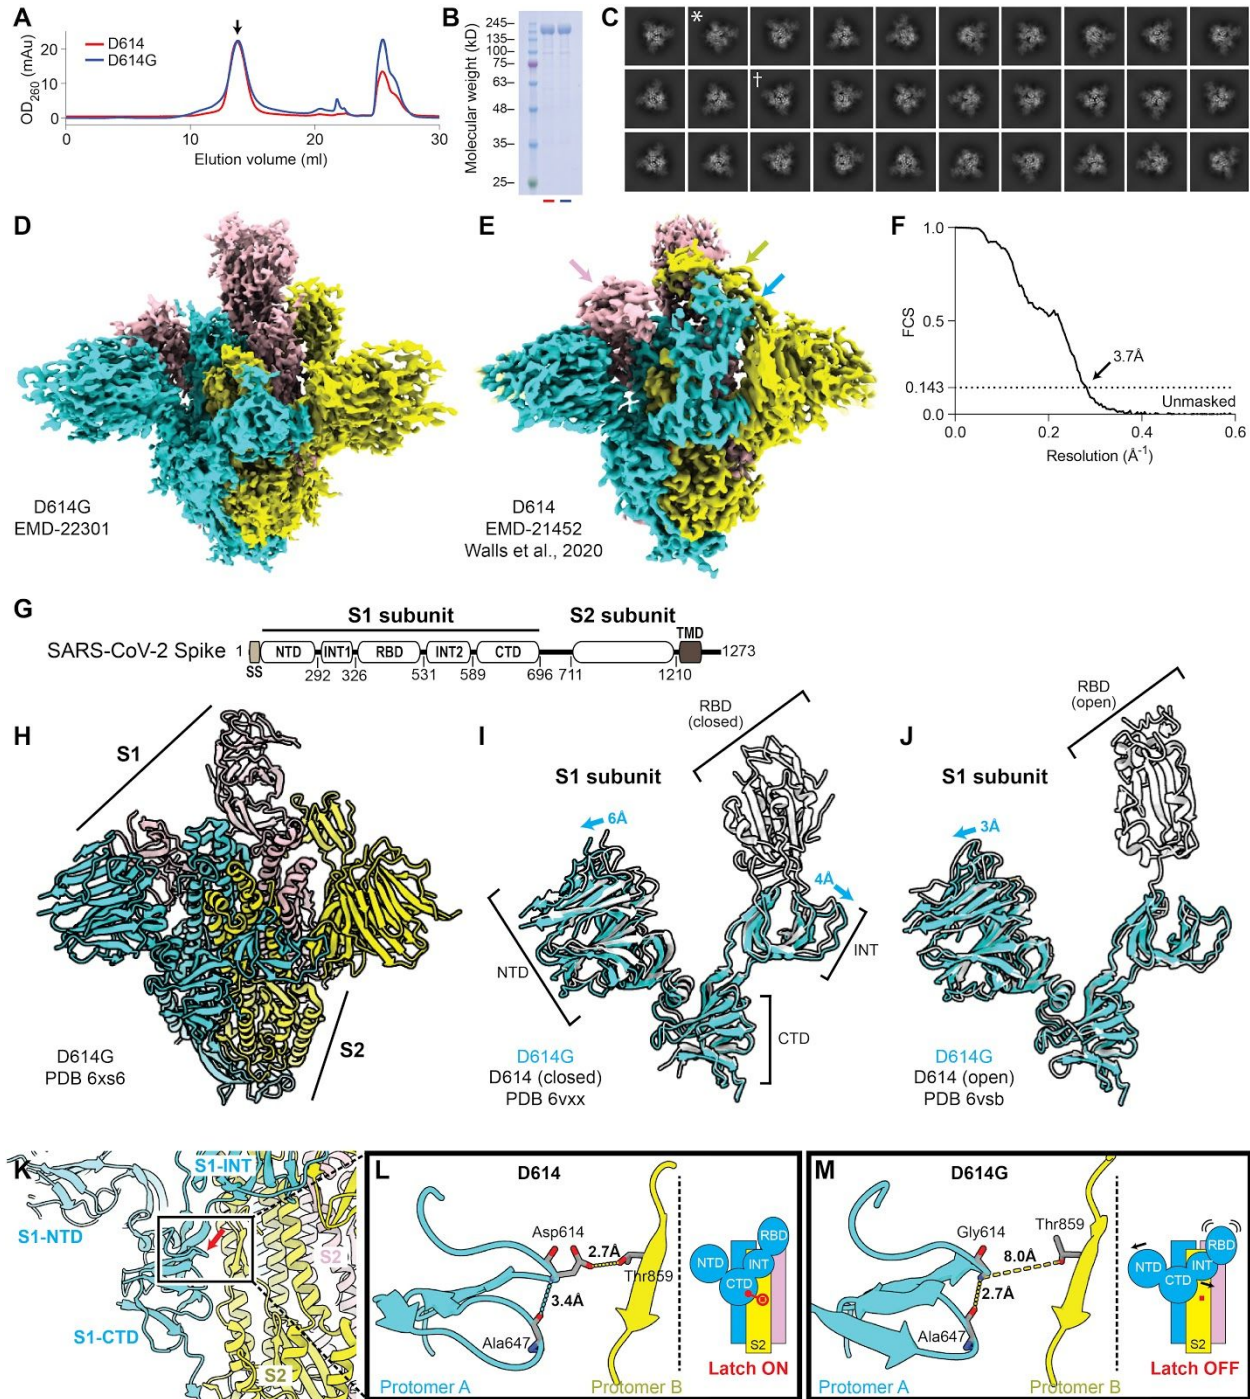 A
D614
D614G
OD260 (mAu)
20
10
0
0
10
20
30
Elution volume (ml)
B
Molecular weight (kD)
245–
135–
100–
75–
63–
48–
35–
25–
C
*
†
D
D614G
EMD-22301
E
D614
EMD-21452
Walls et al., 2020
F
FCS
1.0
0.5
0.143
0.0
3.7Å
Unmasked
0.0
0.2
0.4
0.6
Resolution (Å-1)
G
S1 subunit
S2 subunit
TMD
SARS-CoV-2 Spike
1
NTD
INT1
RBD
INT2
CTD
1273
SS
292
326
531
589
696
711
1210
H
S1
S2
D614G
PDB 6xs6
I
RBD
(closed)
S1 subunit
6Å
4Å
NTD
INT
CTD
D614G
D614 (closed)
PDB 6vxx
J
RBD
(open)
S1 subunit
3Å
D614G
D614 (open)
PDB 6vsb
K
S1-INT
S1-NTD
S2
S1-CTD
S2
L
D614
Asp614
2.7Å
Thr859
3.4Å
Ala647
Protomer A
Protomer B
RBD
NTD
INT
CTD
S2
Latch ON
M
D614G
Gly614
Thr859
8.0Å
2.7Å
Ala647
Protomer A
Protomer B
RBD
NTD
INT
CTD
S2
Latch OFF